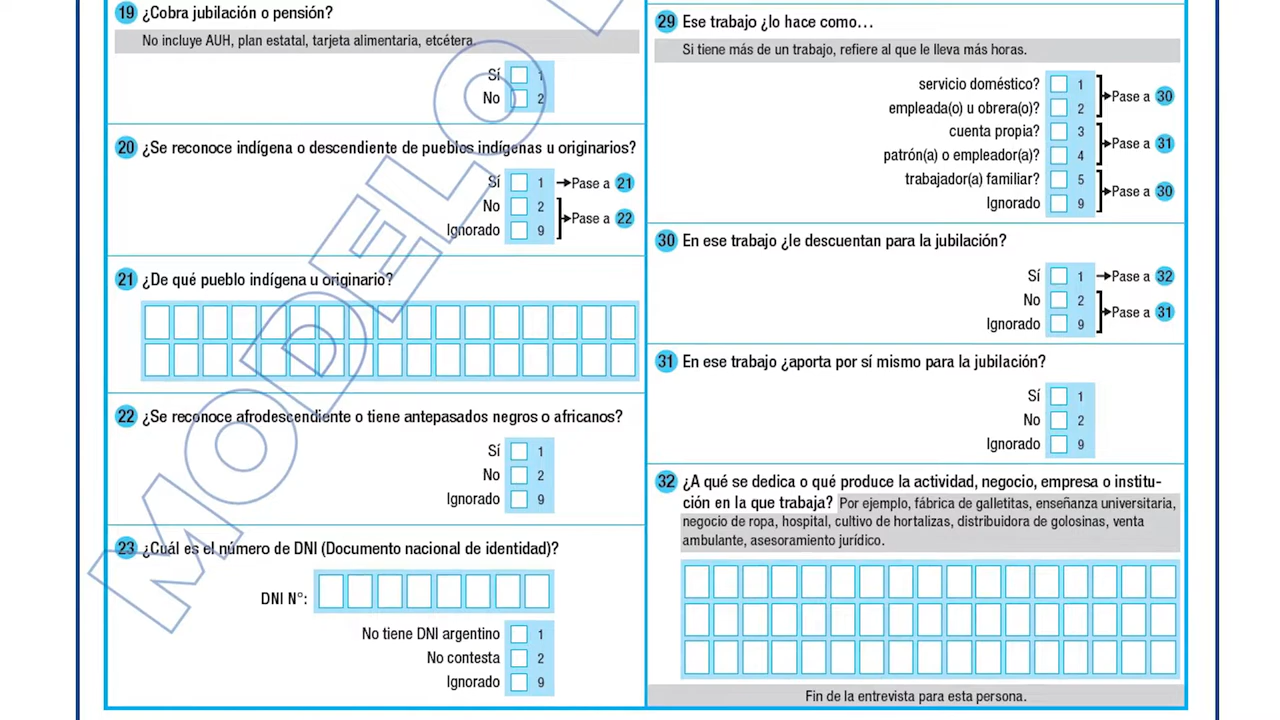 19 ¿Cobra jubilación o pensión?
No incluye AUH, plan estatal, tarjeta alimentaria, etcétera.
Sí 1
No 2
20 ¿Se reconoce indígena o descendiente de pueblos indígenas u originarios?
Sí 1 Pase a 21
No 2
Pase a 22
Ignorado 9
21 ¿De qué pueblo indígena u originario?
22 ¿Se reconoce afrodescendiente o tiene antepasados negros o africanos?
Sí 1
No 2
Ignorado 9
23 ¿Cuál es el número de DNI (Documento nacional de identidad)?
DNI N°:
No tiene DNI argentino 1
No contesta 2
Ignorado 9
29 Ese trabajo ¿lo hace como…
Si tiene más de un trabajo, refiere al que le lleva más horas.
servicio doméstico? 1
Pase a 30
empleada(o) u obrera(o)? 2
cuenta propia? 3
Pase a 31
patrón(a) o empleador(a)? 4
trabajador(a) familiar? 5
Pase a 30
Ignorado 9
30 En ese trabajo ¿le descuentan para la jubilación?
Sí 1 Pase a 32
No 2
Pase a 31
Ignorado 9
31 En ese trabajo ¿aporta por sí mismo para la jubilación?
Sí 1
No 2
Ignorado 9
32 ¿A qué se dedica o qué produce la actividad, negocio, empresa o institu-
ción en la que trabaja? Por ejemplo, fábrica de galletitas, enseñanza universitaria,
negocio de ropa, hospital, cultivo de hortalizas, distribuidora de golosinas, venta
ambulante, asesoramiento jurídico.
Fin de la entrevista para esta persona.
MODELO